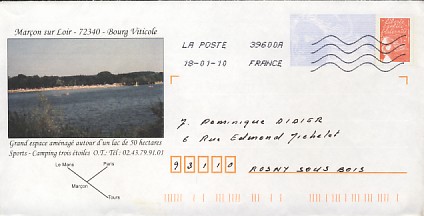 Marçon sur Loir - 72340 - Bourg Viticole
LA POSTE 39600A
18-01-10 FRANCE
Grand espace aménagé autour d'un lac de 50 hectares
Sports - Camping trois étoiles O.T.: Tél : 02.43.79.91.01
Le Mans Paris
Marçon
Tours
M. Dominique DIDIER
6 Rue Edmond Michelet
93110 ROSNY SOUS BOIS